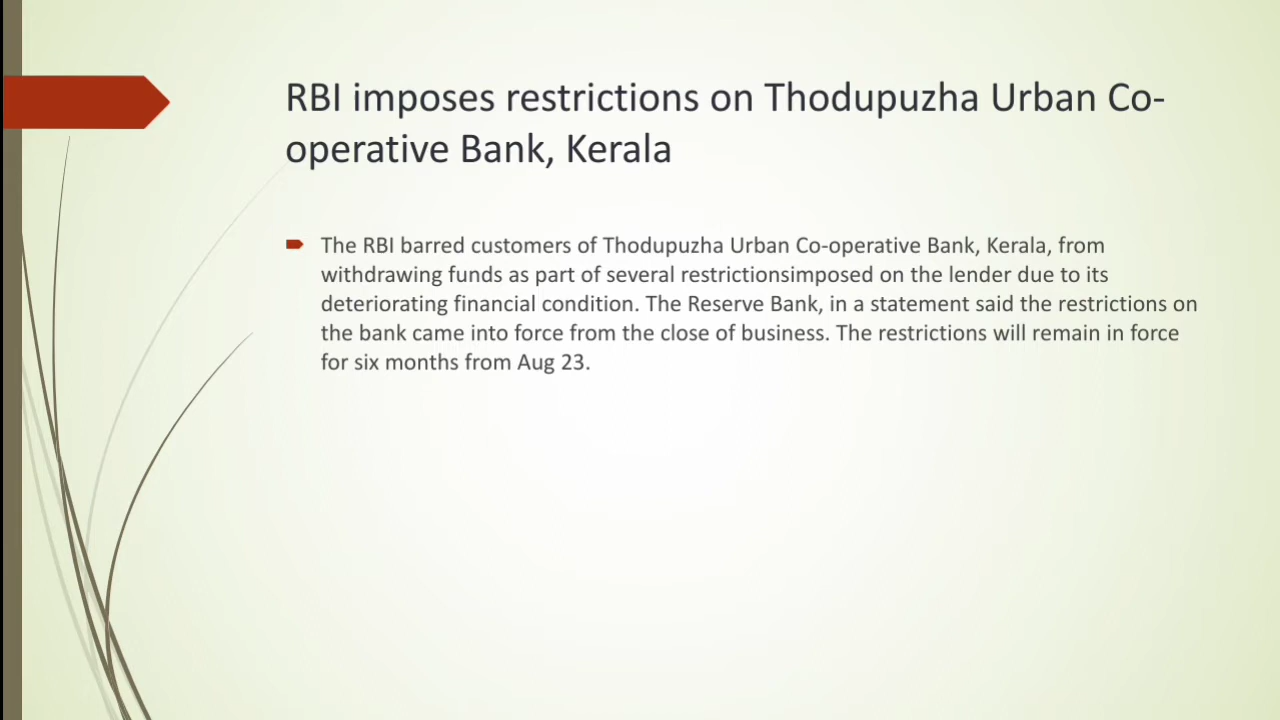 RBI imposes restrictions on Thodupuzha Urban Co-
operative Bank, Kerala
The RBI barred customers of Thodupuzha Urban Co-operative Bank, Kerala, from
withdrawing funds as part of several restrictionsimposed on the lender due to its
deteriorating financial condition. The Reserve Bank, in a statement said the restrictions on
the bank came into force from the close of business. The restrictions will remain in force
for six months from Aug 23.